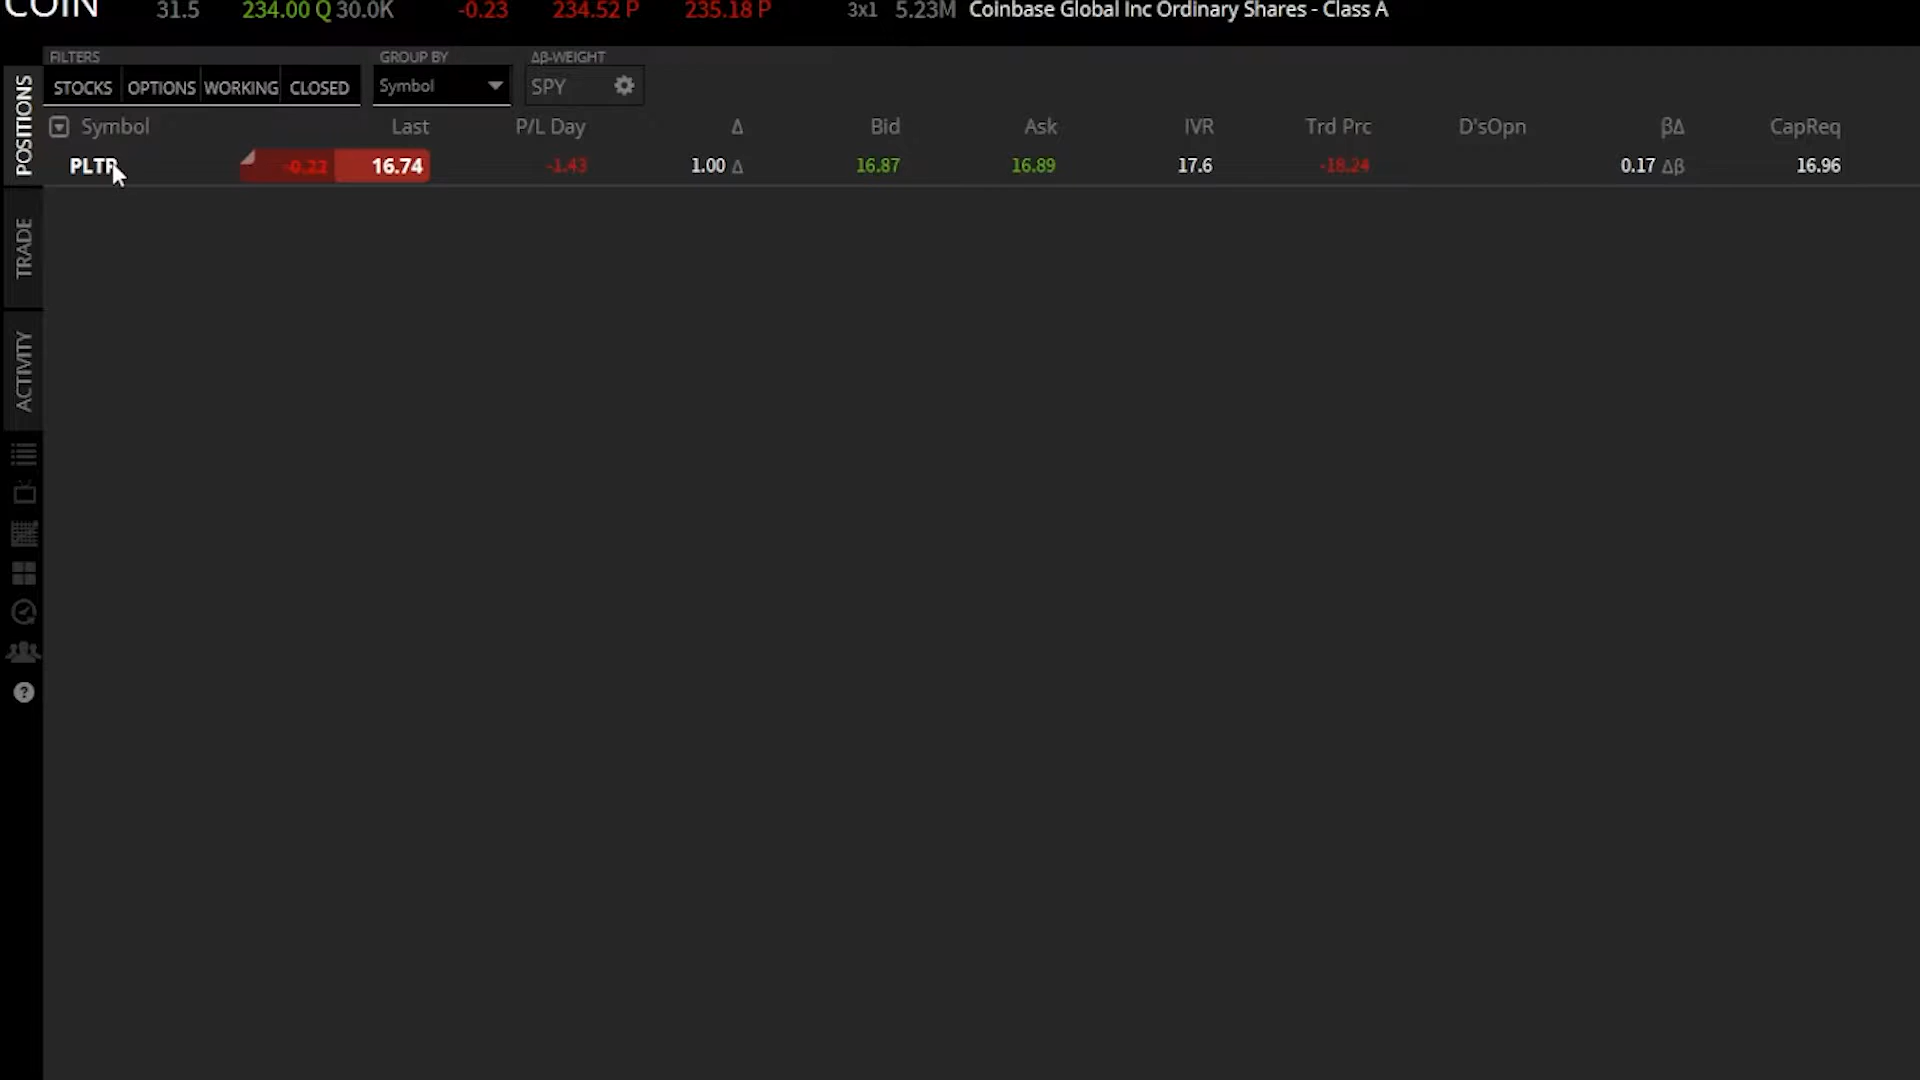 COIN 31.5 234.00 Q 30.0K -0.23 234.52 P 235.18 P 3x1 5.23M Coinbase Global Inc Ordinary Shares - Class A
FILTERS GROUP BY Δβ-WEIGHT
STOCKS OPTIONS WORKING CLOSED Symbol SPY
Symbol Last P/L Day Δ Bid Ask IVR Trd Prc D'sOpn βΔ CapReq
PLTR 16.74 -1.43 1.00 Δ 16.87 16.89 17.6 -18.24 0.17 Δβ 16.96
POSITIONS
TRADE
ACTIVITY
?